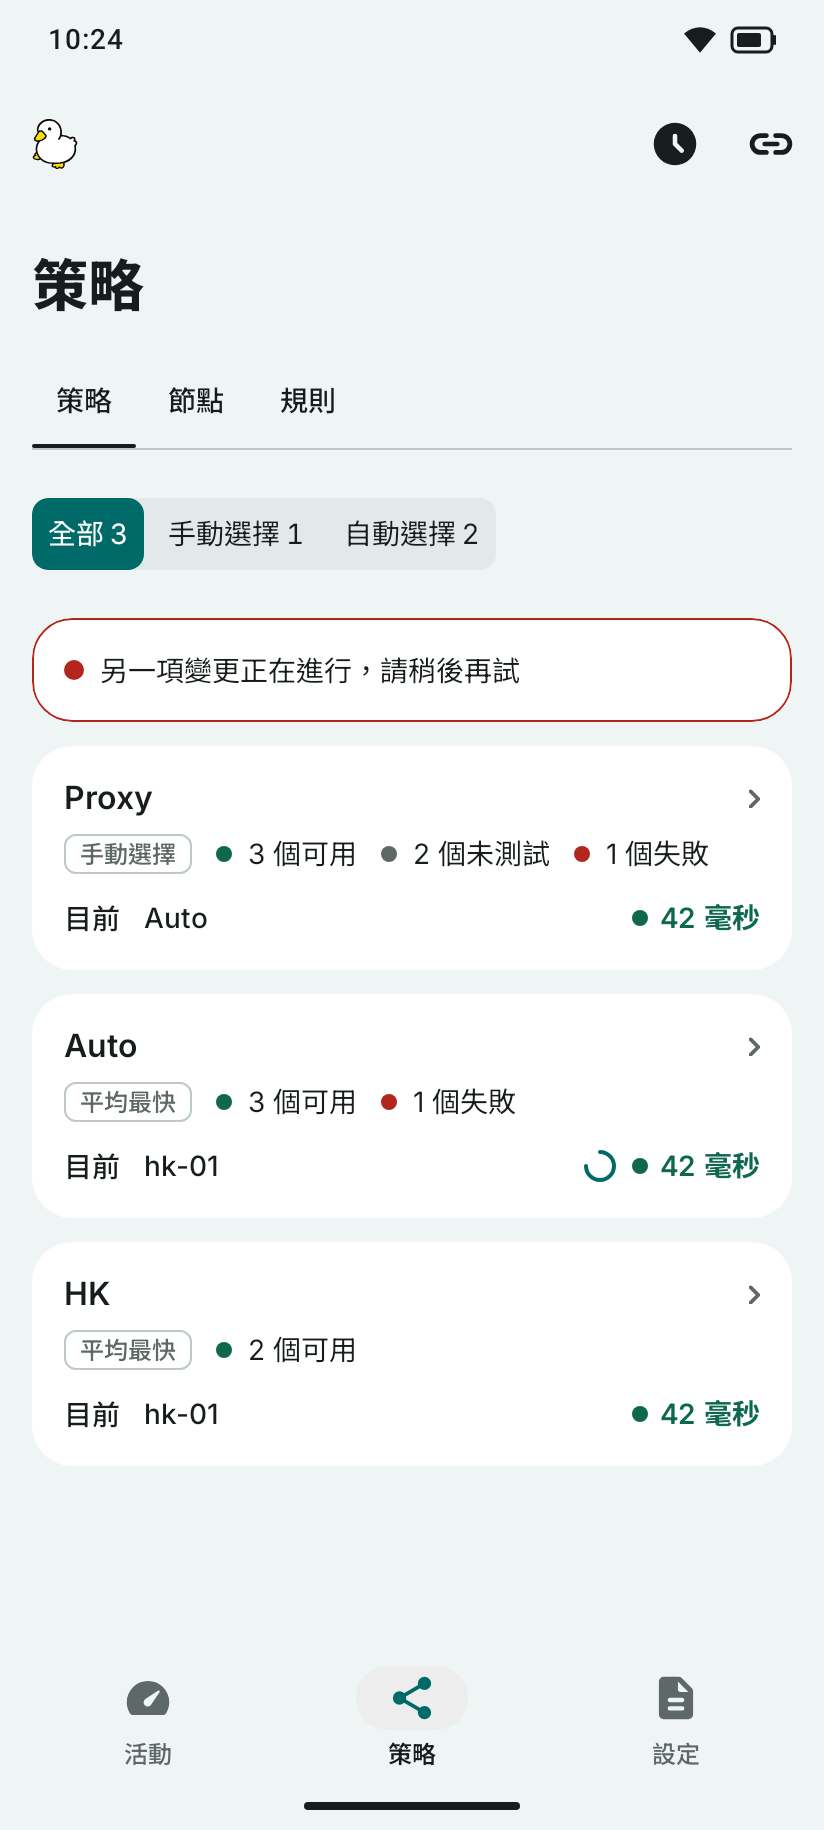 10:24
策略
策略 節點 規則
全部 3 手動選擇 1 自動選擇 2
另一項變更正在進行，請稍後再試
Proxy
手動選擇 3 個可用 2 個未測試 1 個失敗
目前 Auto 42 毫秒
Auto
平均最快 3 個可用 1 個失敗
目前 hk-01 42 毫秒
HK
平均最快 2 個可用
目前 hk-01 42 毫秒
活動 策略 設定